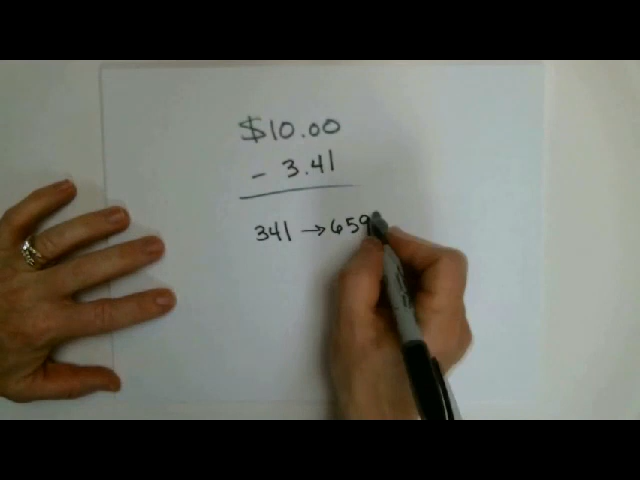 $10.00
- 3.41
341 → 659